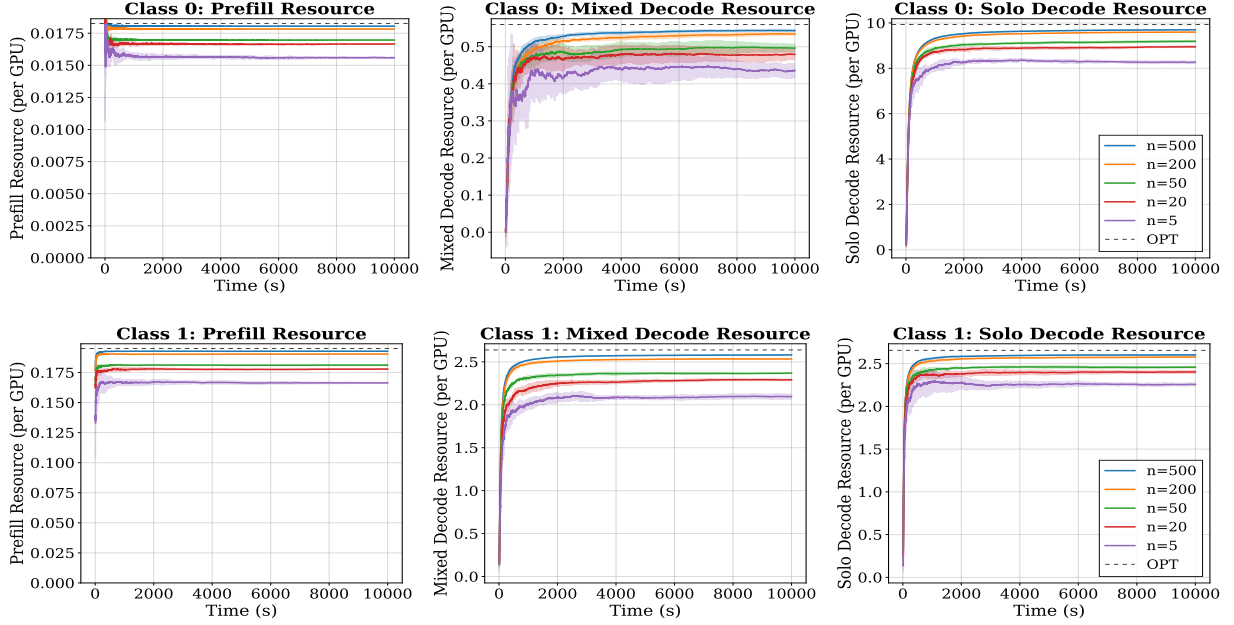 Class 0: Prefill Resource
Prefill Resource (per GPU)
0.0175
0.0150
0.0125
0.0100
0.0075
0.0050
0.0025
0.0000
0 2000 4000 6000 8000 10000
Time (s)
Class 0: Mixed Decode Resource
Mixed Decode Resource (per GPU)
0.5
0.4
0.3
0.2
0.1
0.0
0 2000 4000 6000 8000 10000
Time (s)
Class 0: Solo Decode Resource
Solo Decode Resource (per GPU)
10
8
6
4
2
0
n=500
n=200
n=50
n=20
n=5
OPT
0 2000 4000 6000 8000 10000
Time (s)
Class 1: Prefill Resource
Prefill Resource (per GPU)
0.175
0.150
0.125
0.100
0.075
0.050
0.025
0.000
0 2000 4000 6000 8000 10000
Time (s)
Class 1: Mixed Decode Resource
Mixed Decode Resource (per GPU)
2.5
2.0
1.5
1.0
0.5
0.0
0 2000 4000 6000 8000 10000
Time (s)
Class 1: Solo Decode Resource
Solo Decode Resource (per GPU)
2.5
2.0
1.5
1.0
0.5
0.0
n=500
n=200
n=50
n=20
n=5
OPT
0 2000 4000 6000 8000 10000
Time (s)